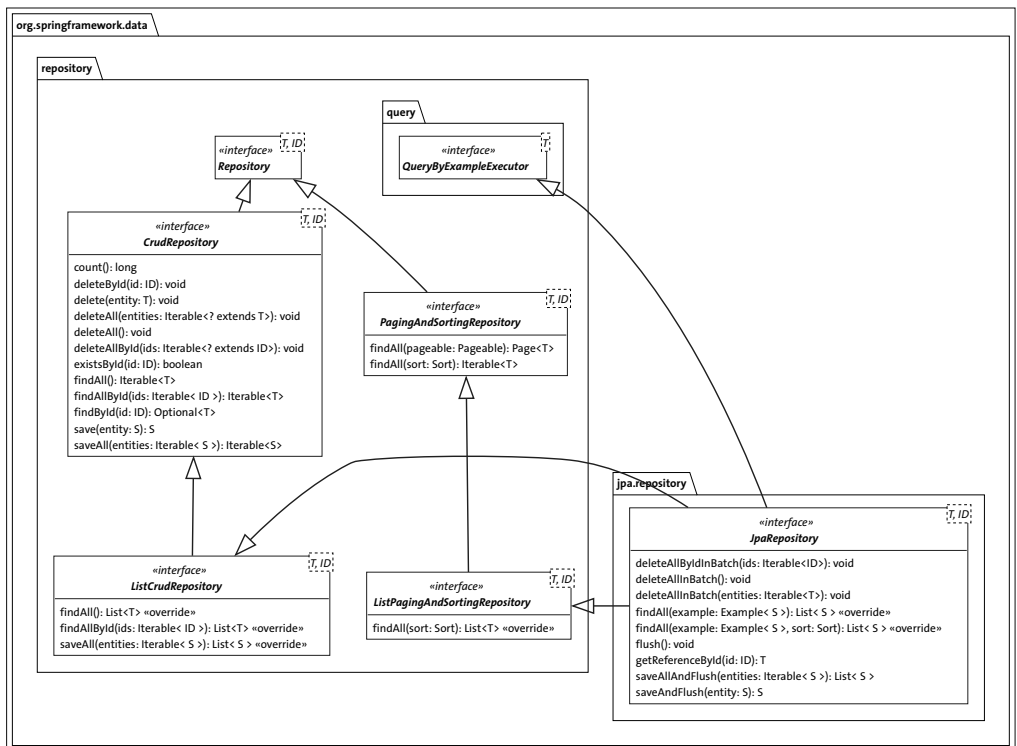 org.springframework.data
repository
query
«interface»
Repository
T, ID
«interface»
QueryByExampleExecutor
T
«interface»
CrudRepository
T, ID
count(): long
deleteById(id: ID): void
delete(entity: T): void
deleteAll(entities: Iterable<? extends T>): void
deleteAll(): void
deleteAllById(ids: Iterable<? extends ID>): void
existsById(id: ID): boolean
findAll(): Iterable<T>
findAllById(ids: Iterable< ID >): Iterable<T>
findById(id: ID): Optional<T>
save(entity: S): S
saveAll(entities: Iterable< S >): Iterable<S>
«interface»
PagingAndSortingRepository
T, ID
findAll(pageable: Pageable): Page<T>
findAll(sort: Sort): Iterable<T>
«interface»
ListCrudRepository
T, ID
findAll(): List<T> «override»
findAllById(ids: Iterable< ID >): List<T> «override»
saveAll(entities: Iterable< S >): List< S > «override»
«interface»
ListPagingAndSortingRepository
T, ID
findAll(sort: Sort): List<T> «override»
jpa.repository
«interface»
JpaRepository
T, ID
deleteAllByIdInBatch(ids: Iterable<ID>): void
deleteAllInBatch(): void
deleteAllInBatch(entities: Iterable<T>): void
findAll(example: Example< S >): List< S > «override»
findAll(example: Example< S >, sort: Sort): List< S > «override»
flush(): void
getReferenceById(id: ID): T
saveAllAndFlush(entities: Iterable< S >): List< S >
saveAndFlush(entity: S): S